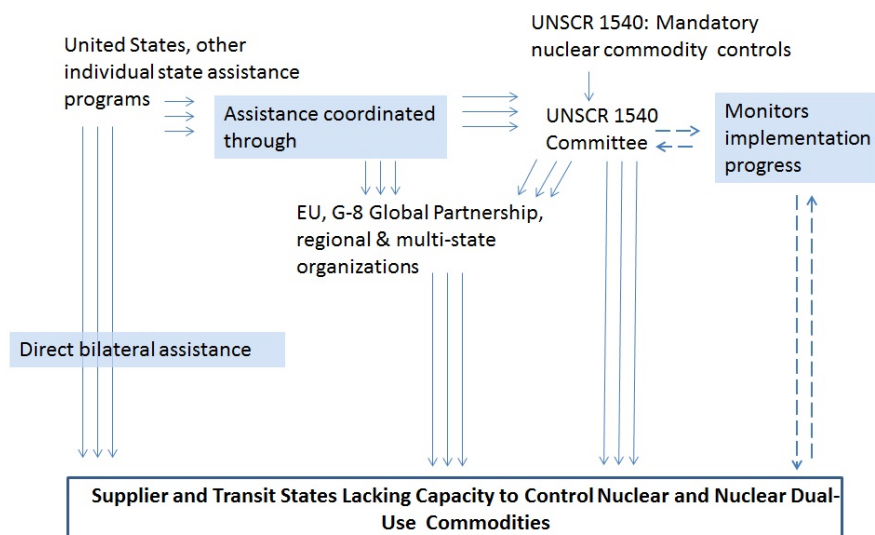 United States, other
individual state assistance
programs
UNSCR 1540: Mandatory
nuclear commodity controls
Assistance coordinated
through
UNSCR 1540
Committee
Monitors
implementation
progress
EU, G-8 Global Partnership,
regional & multi-state
organizations
Direct bilateral assistance
Supplier and Transit States Lacking Capacity to Control Nuclear and Nuclear Dual-
Use Commodities